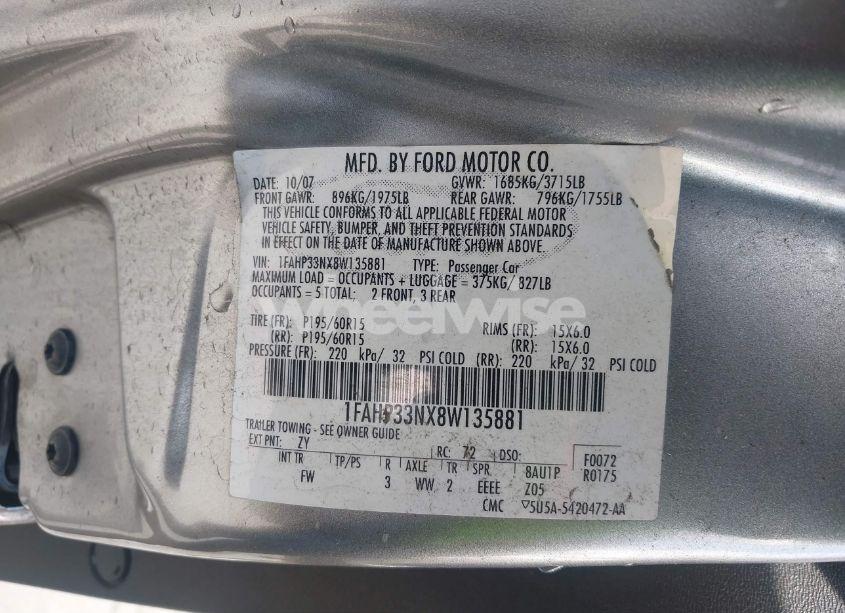 MFD. BY FORD MOTOR CO.
DATE: 10/07 GVWR: 1685KG/3715LB
FRONT GAWR: 896KG/1975LB REAR GAWR: 796KG/1755LB
THIS VEHICLE CONFORMS TO ALL APPLICABLE FEDERAL MOTOR
VEHICLE SAFETY, BUMPER, AND THEFT PREVENTION STANDARDS
IN EFFECT ON THE DATE OF MANUFACTURE SHOWN ABOVE.
VIN: 1FAHP33NX8W135881 TYPE: Passenger Car
MAXIMUM LOAD = OCCUPANTS + LUGGAGE = 375KG/ 827LB
OCCUPANTS = 5 TOTAL: 2 FRONT, 3 REAR
Wheelwise
TIRE (FR): P195/60R15 RIMS (FR): 15X6.0
(RR): P195/60R15 (RR): 15X6.0
PRESSURE (FR): 220 kPa/ 32 PSI COLD (RR): 220 kPa/ 32 PSI COLD
1FAHP33NX8W135881
TRAILER TOWING - SEE OWNER GUIDE
EXT PNT: ZY RC: 72 DSO: F0072
INT TR TP/PS R AXLE TR SPR 8AU1P R0175
FW 3 WW 2 EEEE Z05
CMC ▽5U5A-5420472-AA